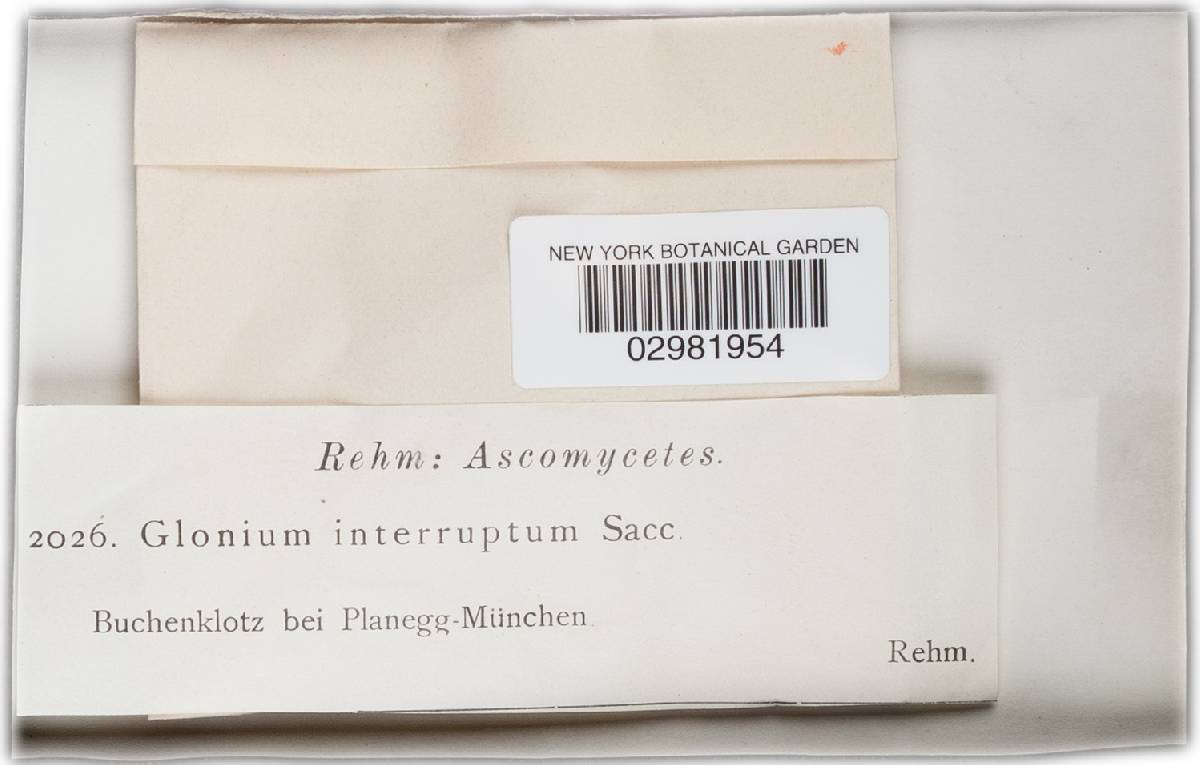 NEW YORK BOTANICAL GARDEN
02981954
Rehm: Ascomycetes.
2026. Glonium interruptum Sacc.
Buchenklotz bei Planegg-München.
Rehm.